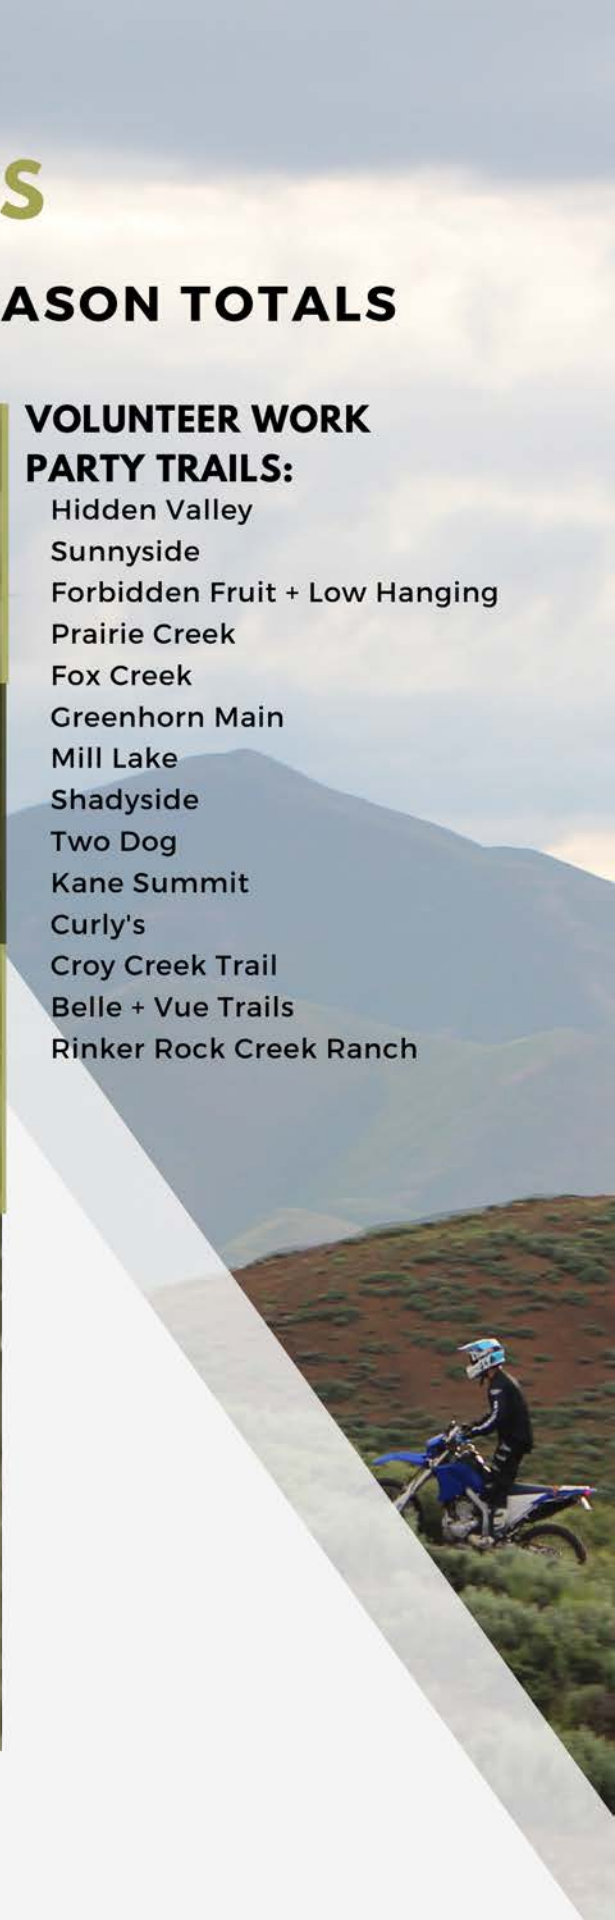 S
ASON TOTALS
VOLUNTEER WORK
PARTY TRAILS:
Hidden Valley
Sunnyside
Forbidden Fruit + Low Hanging
Prairie Creek
Fox Creek
Greenhorn Main
Mill Lake
Shadyside
Two Dog
Kane Summit
Curly's
Croy Creek Trail
Belle + Vue Trails
Rinker Rock Creek Ranch